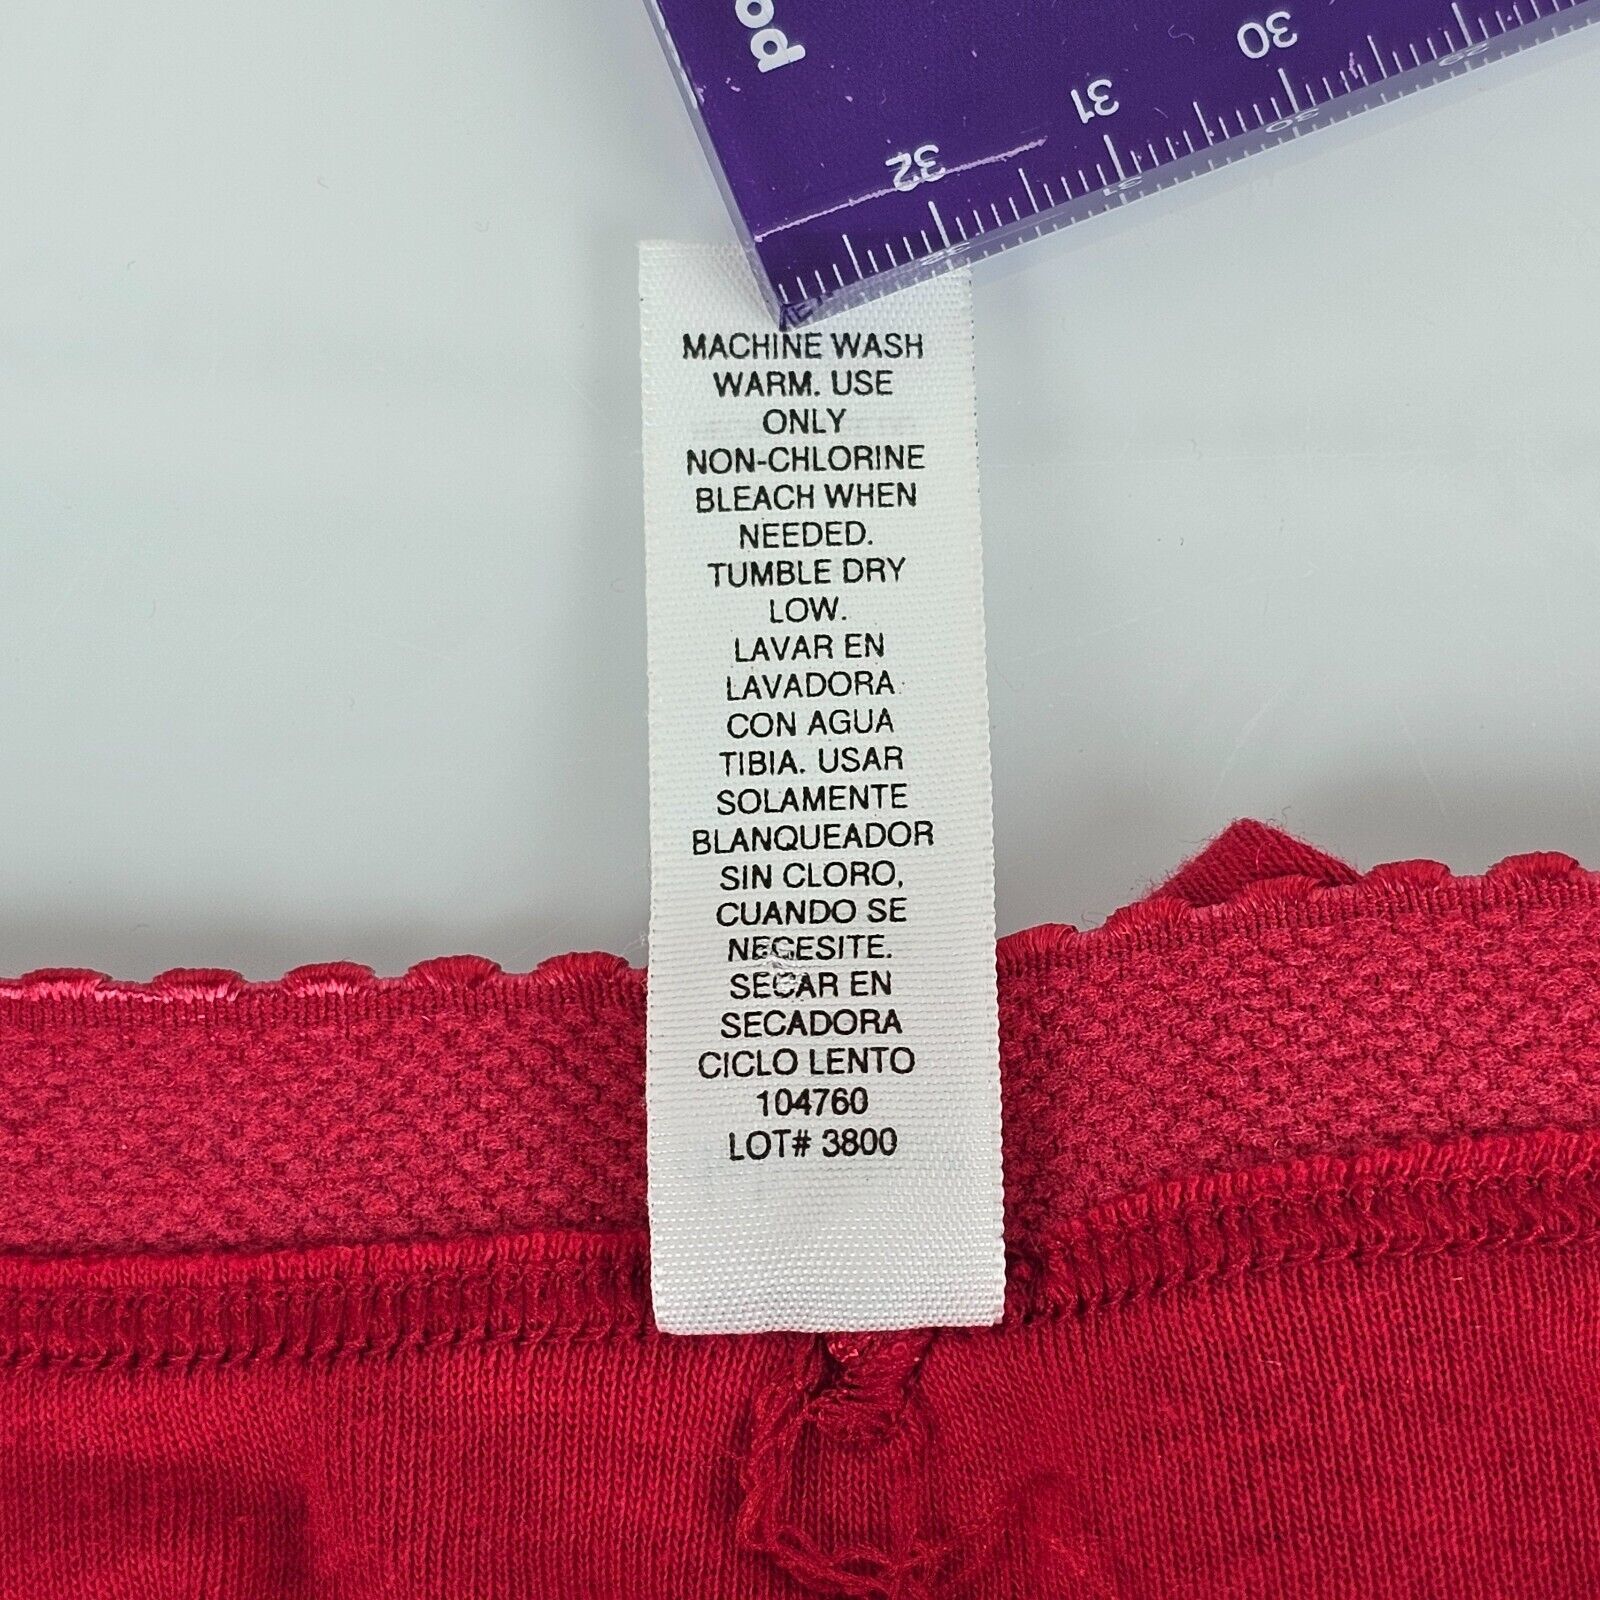 od
30
31
32
MACHINE WASH
WARM. USE
ONLY
NON-CHLORINE
BLEACH WHEN
NEEDED.
TUMBLE DRY
LOW.
LAVAR EN
LAVADORA
CON AGUA
TIBIA. USAR
SOLAMENTE
BLANQUEADOR
SIN CLORO,
CUANDO SE
NECESITE.
SECAR EN
SECADORA
CICLO LENTO
104760
LOT# 3800